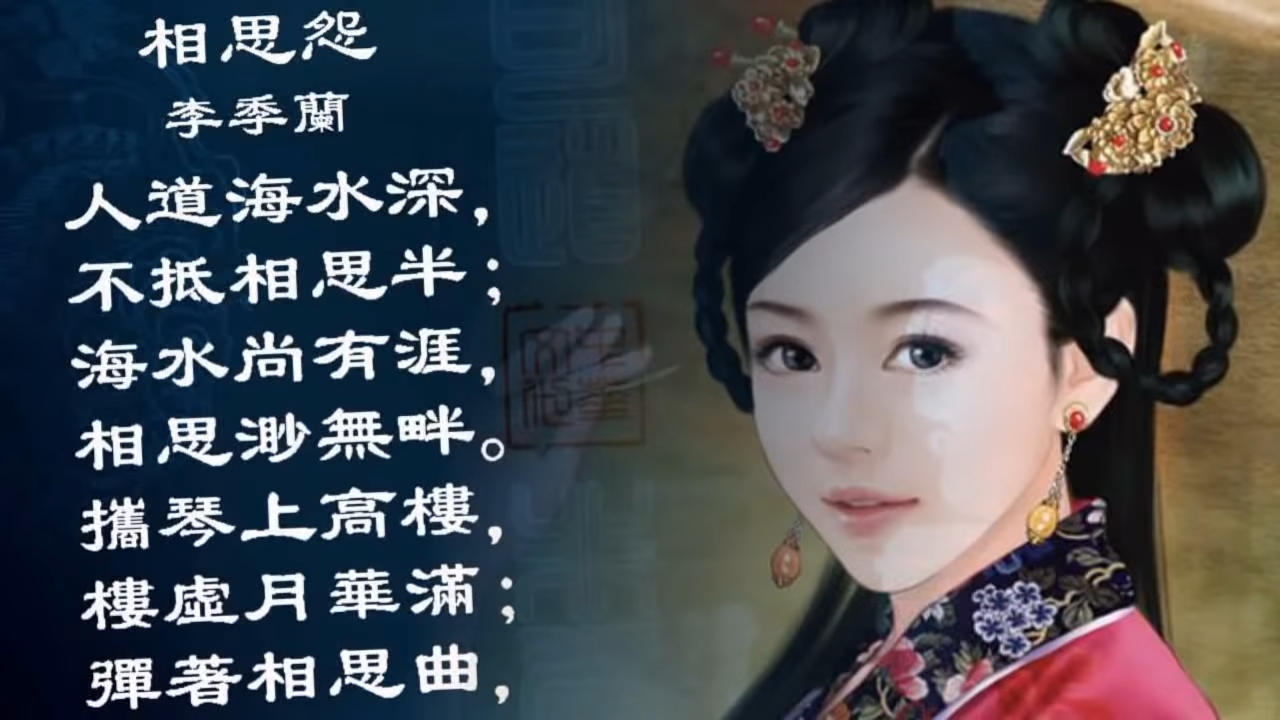 相思怨
李季蘭
人道海水深，
不抵相思半；
海水尚有涯，
相思渺無畔。
攜琴上高樓，
樓虛月華滿；
彈著相思曲，